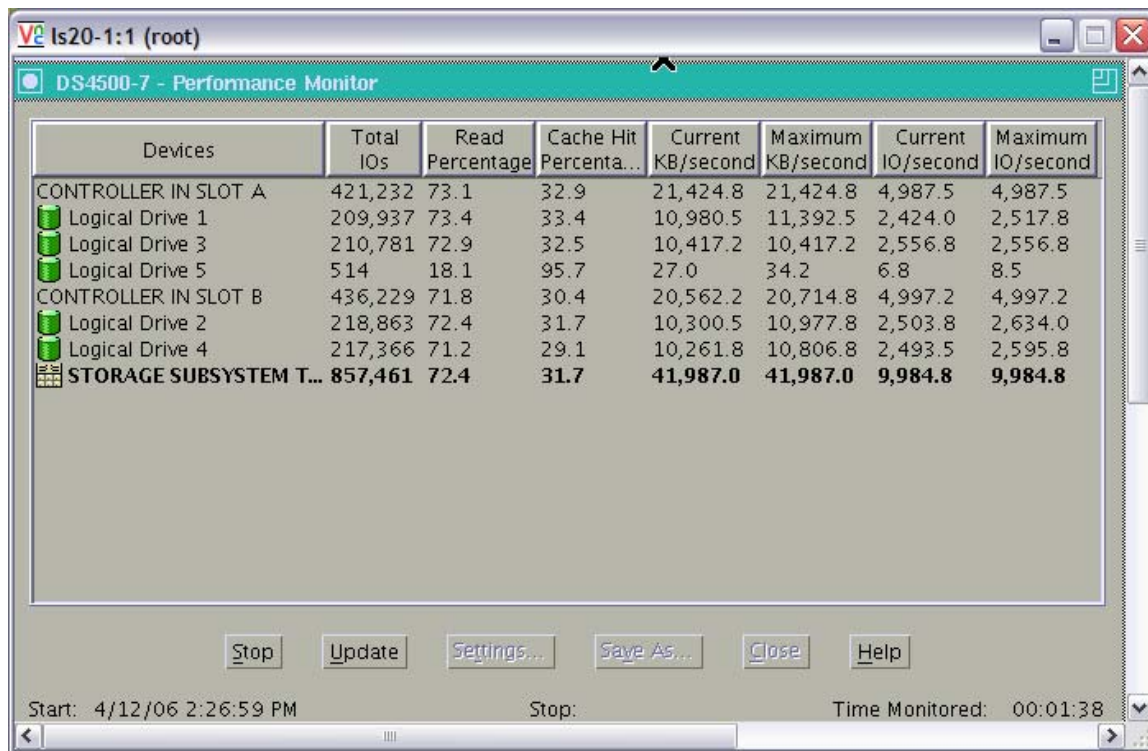 VNC ls20-1:1 (root)
DS4500-7 - Performance Monitor
Devices Total IOs Read Percentage Cache Hit Percenta... Current KB/second Maximum KB/second Current IO/second Maximum IO/second
CONTROLLER IN SLOT A 421,232 73.1 32.9 21,424.8 21,424.8 4,987.5 4,987.5
Logical Drive 1 209,937 73.4 33.4 10,980.5 11,392.5 2,424.0 2,517.8
Logical Drive 3 210,781 72.9 32.5 10,417.2 10,417.2 2,556.8 2,556.8
Logical Drive 5 514 18.1 95.7 27.0 34.2 6.8 8.5
CONTROLLER IN SLOT B 436,229 71.8 30.4 20,562.2 20,714.8 4,997.2 4,997.2
Logical Drive 2 218,863 72.4 31.7 10,300.5 10,977.8 2,503.8 2,634.0
Logical Drive 4 217,366 71.2 29.1 10,261.8 10,806.8 2,493.5 2,595.8
STORAGE SUBSYSTEM T... 857,461 72.4 31.7 41,987.0 41,987.0 9,984.8 9,984.8
Stop Update Settings... Save As... Close Help
Start: 4/12/06 2:26:59 PM Stop: Time Monitored: 00:01:38